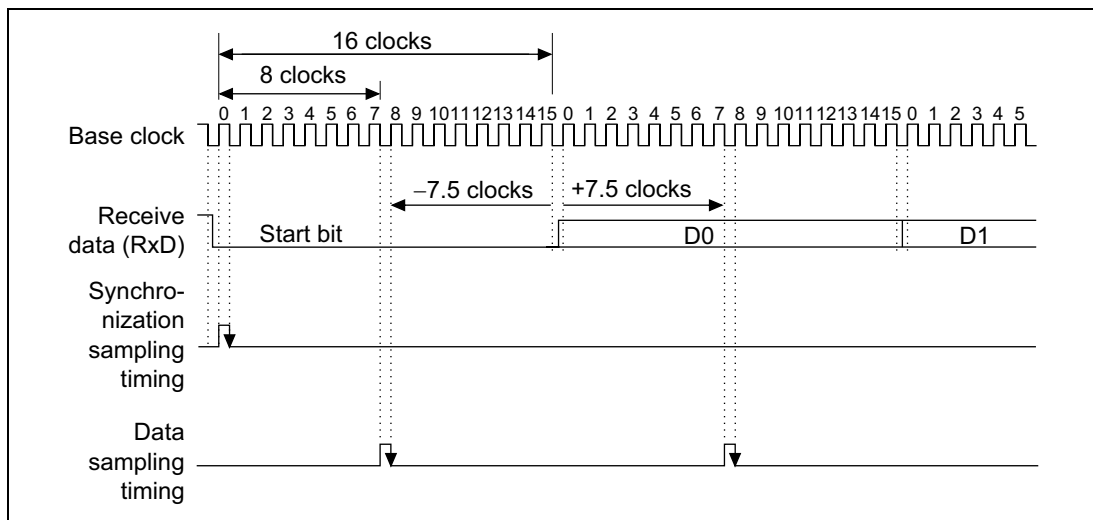 16 clocks
8 clocks
0 1 2 3 4 5 6 7 8 9 10 11 12 13 14 15 0 1 2 3 4 5 6 7 8 9 10 11 12 13 14 15 0 1 2 3 4 5
Base clock
−7.5 clocks +7.5 clocks
Receive
data (RxD)
Start bit D0 D1
Synchro-
nization
sampling
timing
Data
sampling
timing